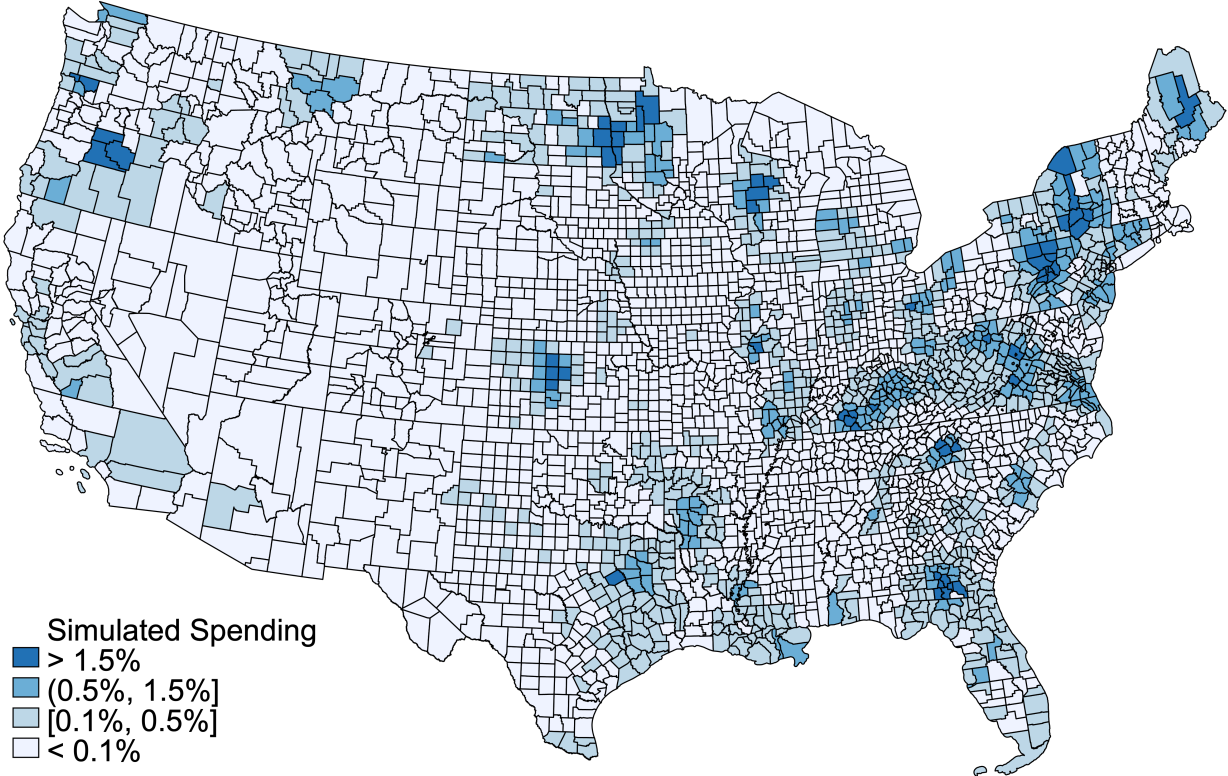 Simulated Spending
> 1.5%
(0.5%, 1.5%]
[0.1%, 0.5%]
< 0.1%